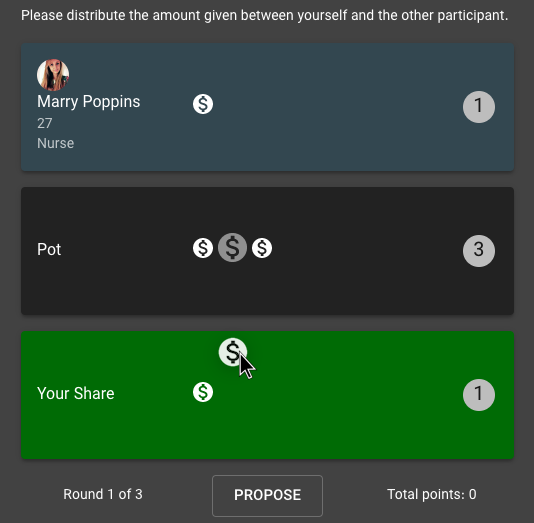 Please distribute the amount given between yourself and the other participant.
Marry Poppins
27
Nurse
$
1
Pot
$ $ $
3
$
Your Share
$
1
Round 1 of 3
PROPOSE
Total points: 0